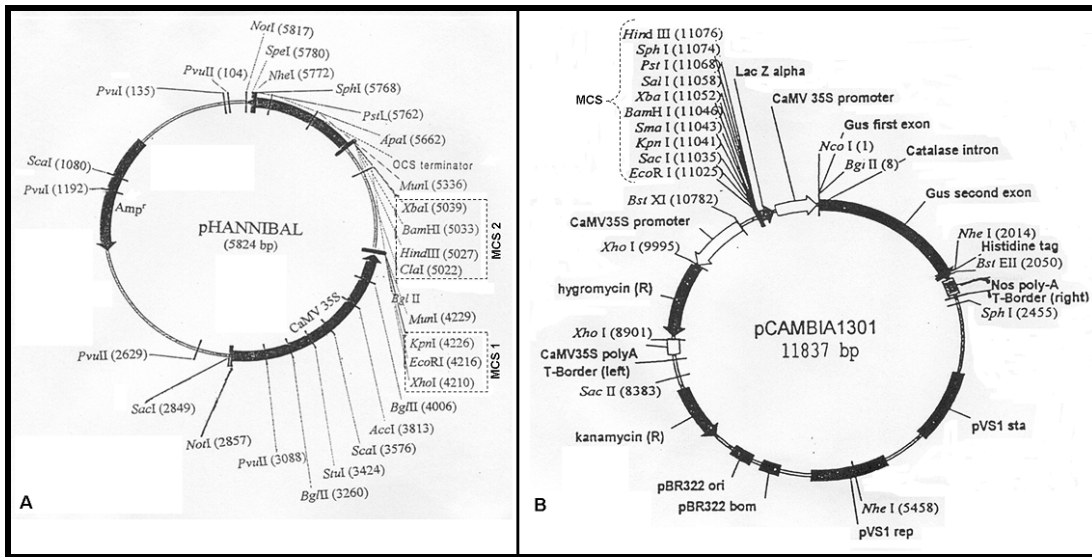 NotI (5817)
SpeI (5780)
NheI (5772)
SphI (5768)
PstI (5762)
ApaI (5662)
OCS terminator
MunI (5336)
XbaI (5039)
BamHI (5033)
HindIII (5027)
ClaI (5022)
MCS 2
Bgl II
MunI (4229)
KpnI (4226)
EcoRI (4216)
XhoI (4210)
MCS 1
BglII (4006)
AccI (3813)
ScaI (3576)
StuI (3424)
BglII (3260)
PvuII (3088)
NotI (2857)
SacI (2849)
PvuII (2629)
CaMV 35S
Ampr
PvuI (1192)
ScaI (1080)
PvuI (135)
PvuII (104)
pHANNIBAL
(5824 bp)
A
Hind III (11076)
Sph I (11074)
Pst I (11068)
Sal I (11058)
Xba I (11052)
BamH I (11046)
Sma I (11043)
Kpn I (11041)
Sac I (11035)
EcoR I (11025)
MCS
Lac Z alpha
CaMV 35S promoter
Gus first exon
Nco I (1)
Bgl II (8)
Catalase intron
Gus second exon
Nhe I (2014)
Histidine tag
Bst EII (2050)
Nos poly-A
T-Border (right)
Sph I (2455)
pVS1 sta
Nhe I (5458)
pVS1 rep
pBR322 bom
pBR322 ori
kanamycin (R)
Sac II (8383)
T-Border (left)
CaMV35S polyA
Xho I (8901)
hygromycin (R)
Xho I (9995)
CaMV35S promoter
Bst XI (10782)
pCAMBIA1301
11837 bp
B